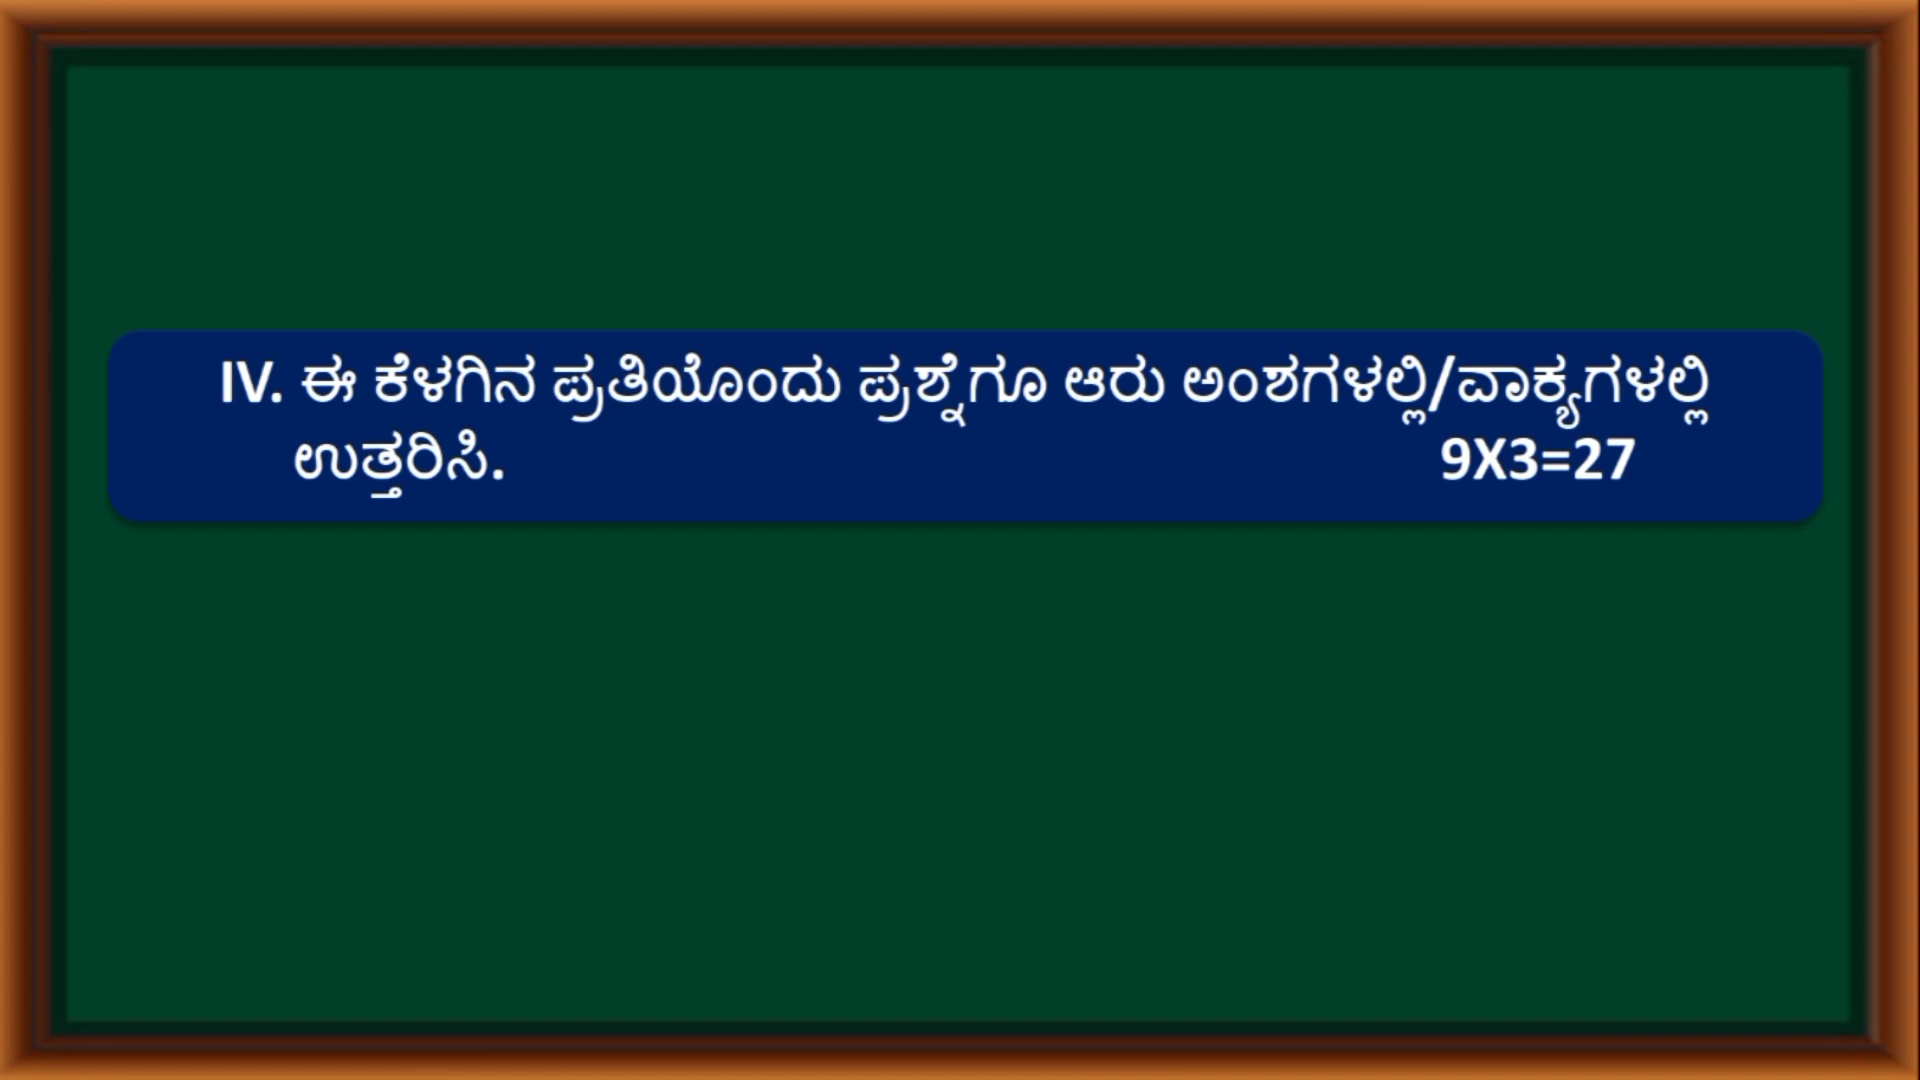 IV. ಈ ಕೆಳಗಿನ ಪ್ರತಿಯೊಂದು ಪ್ರಶ್ನೆಗೂ ಆರು ಅಂಶಗಳಲ್ಲಿ/ವಾಕ್ಯಗಳಲ್ಲಿ
ಉತ್ತರಿಸಿ. 9X3=27